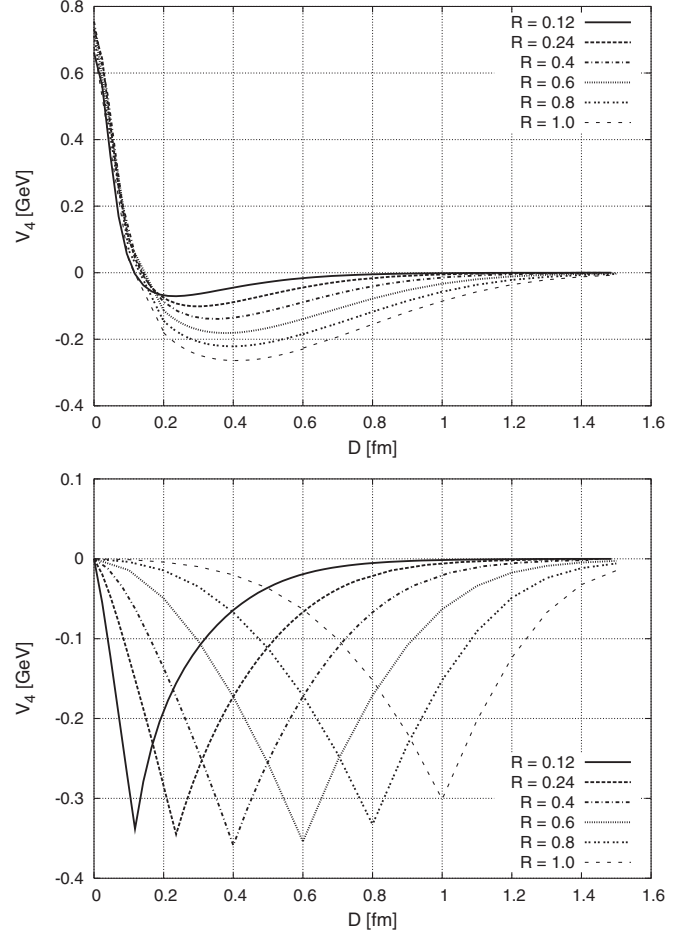 0.8
0.6
0.4
0.2
0
-0.2
-0.4
V4 [GeV]
0 0.2 0.4 0.6 0.8 1 1.2 1.4 1.6
D [fm]
R = 0.12
R = 0.24
R = 0.4
R = 0.6
R = 0.8
R = 1.0
0.1
0
-0.1
-0.2
-0.3
-0.4
V4 [GeV]
0 0.2 0.4 0.6 0.8 1 1.2 1.4 1.6
D [fm]
R = 0.12
R = 0.24
R = 0.4
R = 0.6
R = 0.8
R = 1.0